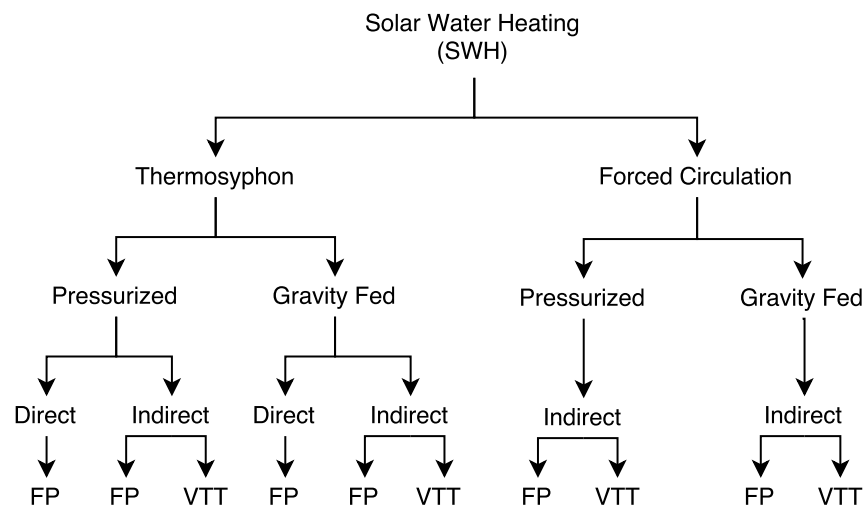 Solar Water Heating
(SWH)
Thermosyphon
Forced Circulation
Pressurized
Gravity Fed
Pressurized
Gravity Fed
Direct
Indirect
Direct
Indirect
Indirect
Indirect
FP
FP
VTT
FP
FP
VTT
FP
VTT
FP
VTT